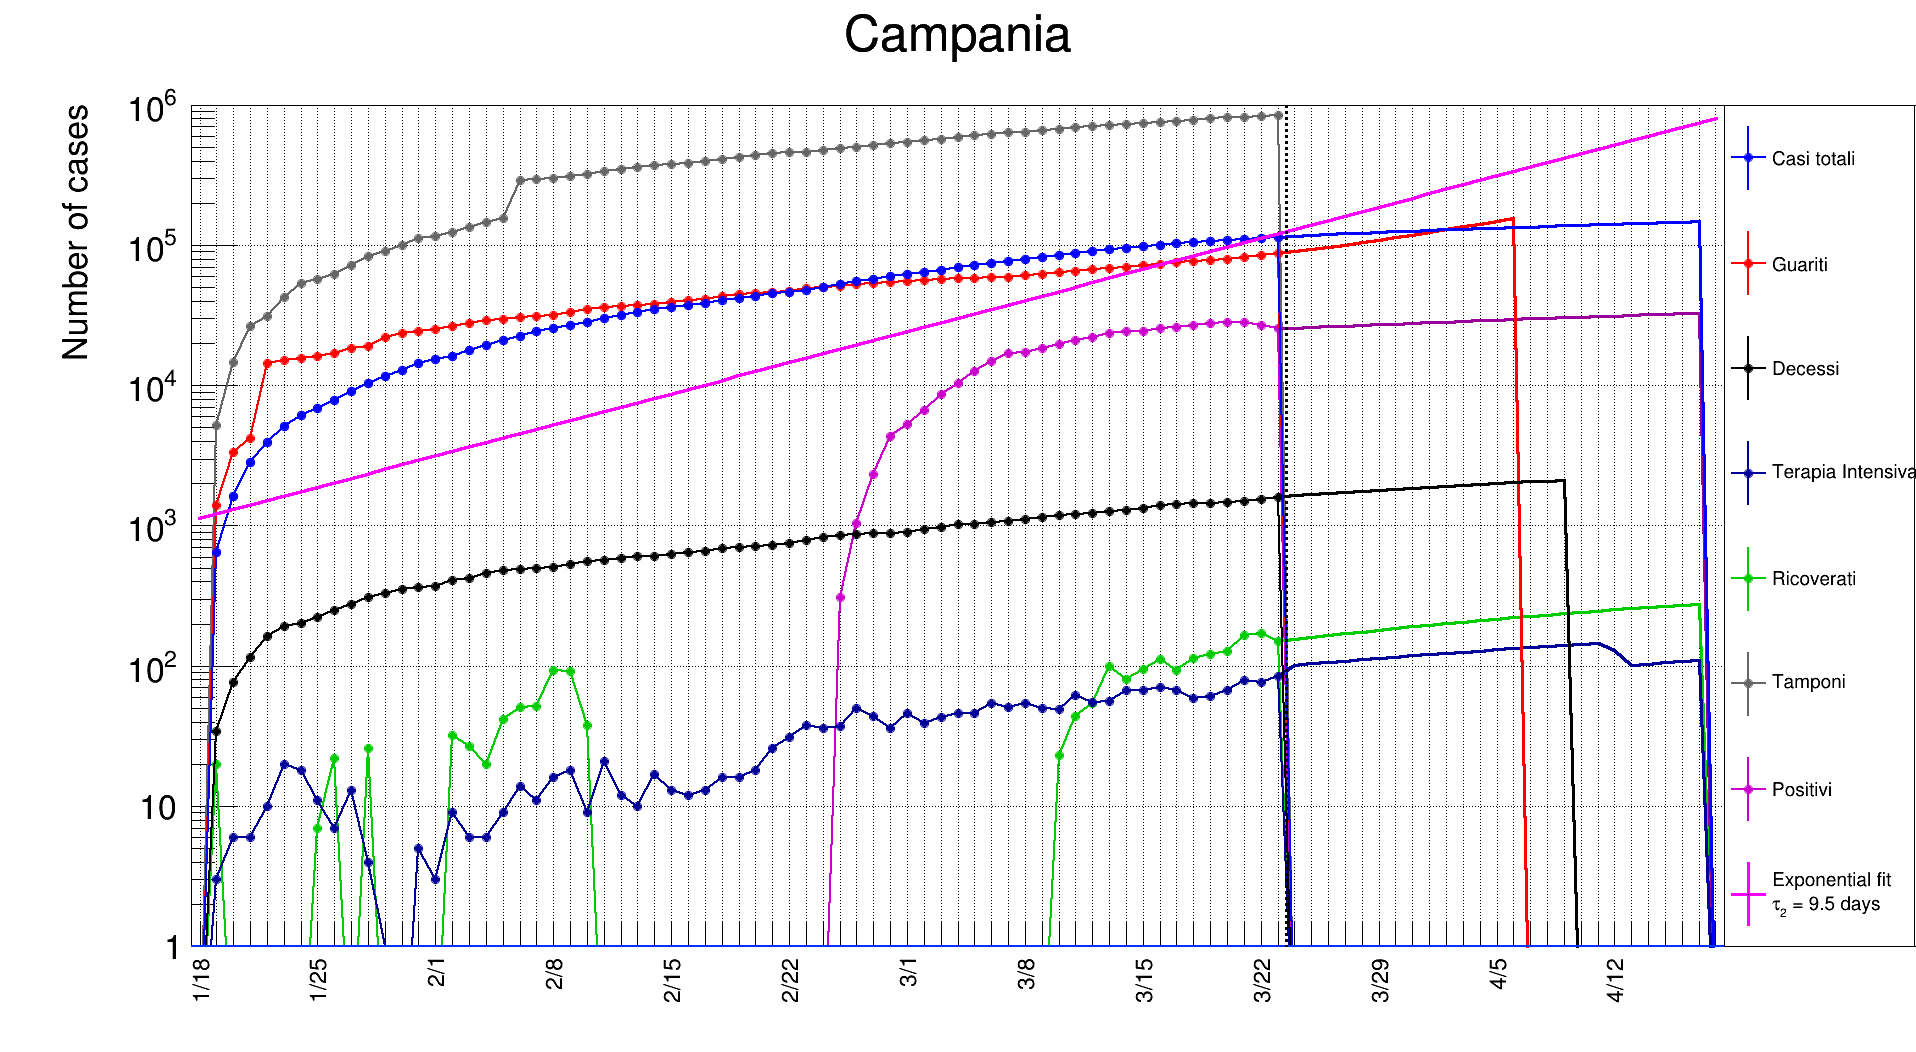 Campania
Number of cases
10^6
10^5
10^4
10^3
10^2
10
1
1/18
1/25
2/1
2/8
2/15
2/22
3/1
3/8
3/15
3/22
3/29
4/5
4/12
Casi totali
Guariti
Decessi
Terapia Intensiva
Ricoverati
Tamponi
Positivi
Exponential fit
τ₂ = 9.5 days